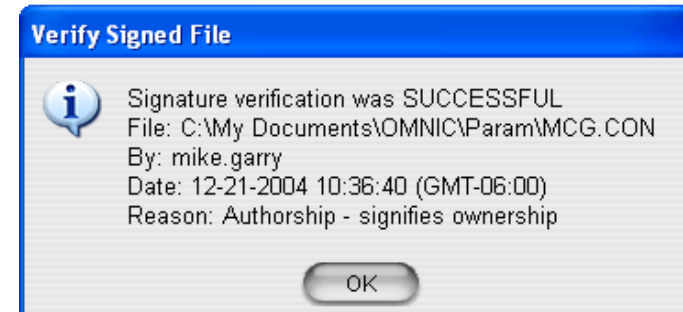 Verify Signed File
Signature verification was SUCCESSFUL
File: C:\My Documents\OMNIC\Param\MCG.CON
By: mike.garry
Date: 12-21-2004 10:36:40 (GMT-06:00)
Reason: Authorship - signifies ownership
OK